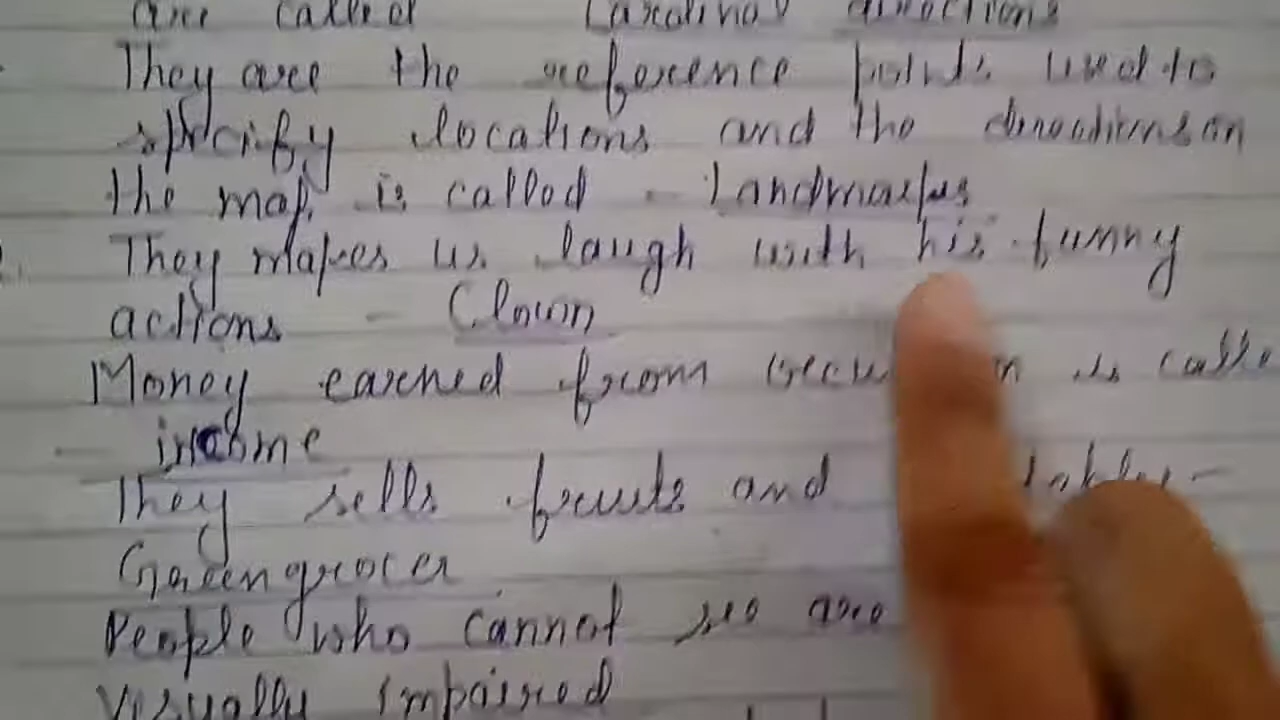 are called Cardinal directions
They are the reference points used to
specify locations and the directions on
the map is called - Landmarks
They makes us laugh with his funny
actions - Clown
Money earned from is
- income
They sells fruits and -
Greengrocer
People who cannot see are
Visually impaired